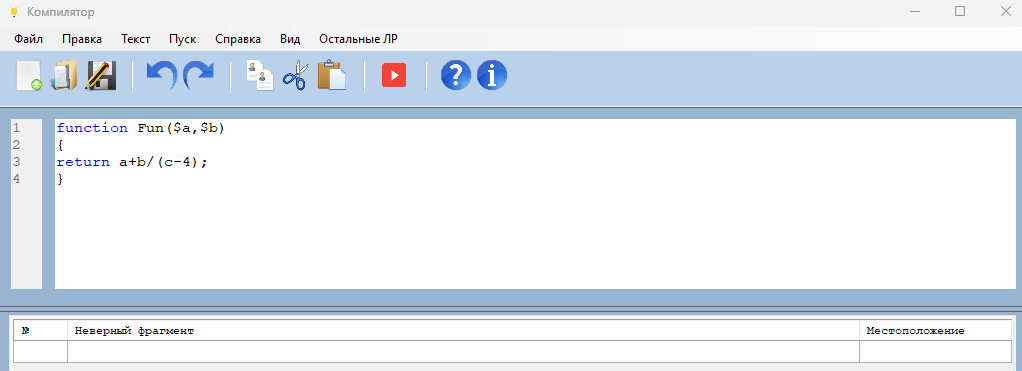 Компилятор
Файл Правка Текст Пуск Справка Вид Остальные ЛР
1 function Fun($a,$b)
2 {
3 return a+b/(c-4);
4 }
№ Неверный фрагмент Местоположение